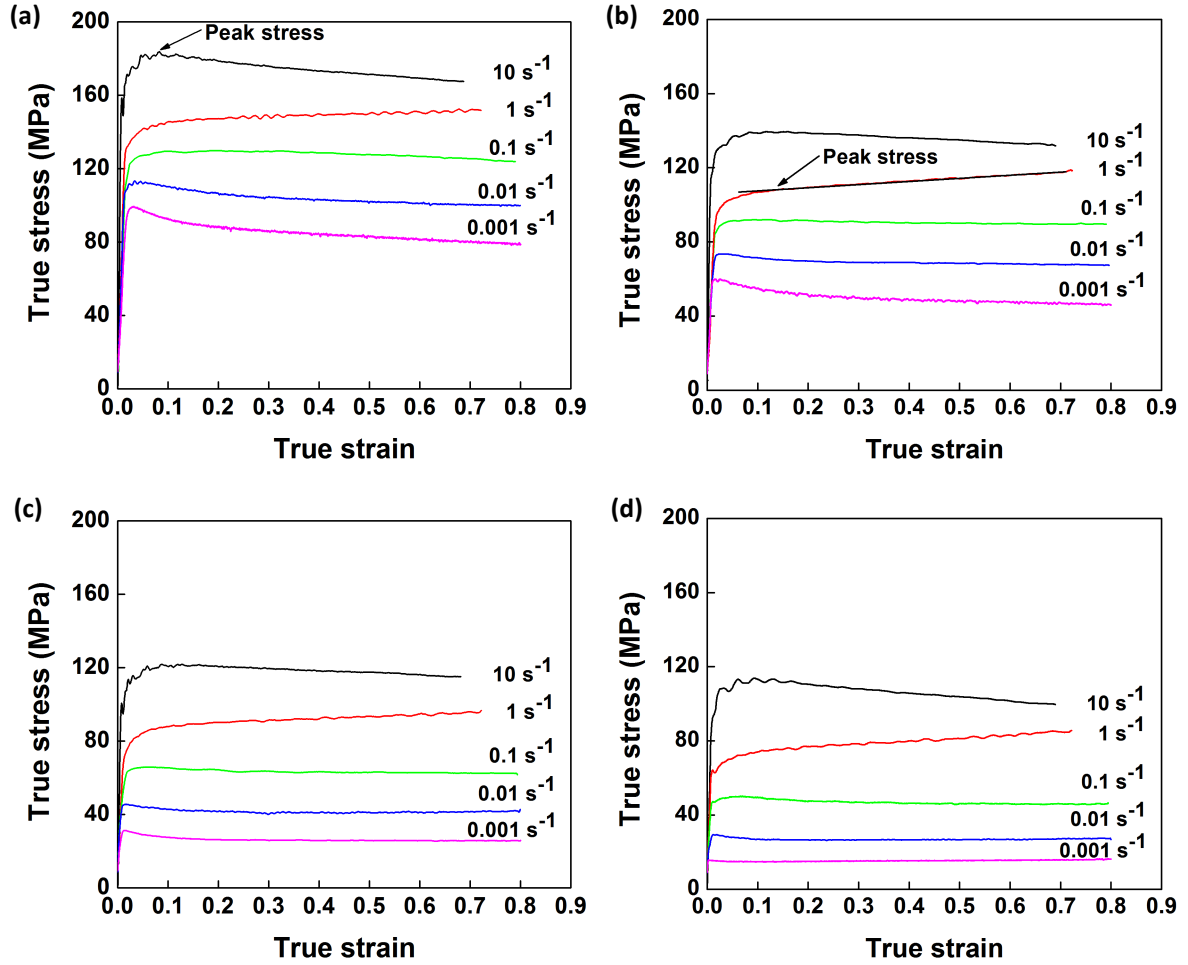 (a)
200
160
120
80
40
0
True stress (MPa)
Peak stress
10 s⁻¹
1 s⁻¹
0.1 s⁻¹
0.01 s⁻¹
0.001 s⁻¹
0.0 0.1 0.2 0.3 0.4 0.5 0.6 0.7 0.8 0.9
True strain
(b)
200
160
120
80
40
0
True stress (MPa)
10 s⁻¹
Peak stress
1 s⁻¹
0.1 s⁻¹
0.01 s⁻¹
0.001 s⁻¹
0.0 0.1 0.2 0.3 0.4 0.5 0.6 0.7 0.8 0.9
True strain
(c)
200
160
120
80
40
0
True stress (MPa)
10 s⁻¹
1 s⁻¹
0.1 s⁻¹
0.01 s⁻¹
0.001 s⁻¹
0.0 0.1 0.2 0.3 0.4 0.5 0.6 0.7 0.8 0.9
True strain
(d)
200
160
120
80
40
0
True stress (MPa)
10 s⁻¹
1 s⁻¹
0.1 s⁻¹
0.01 s⁻¹
0.001 s⁻¹
0.0 0.1 0.2 0.3 0.4 0.5 0.6 0.7 0.8 0.9
True strain